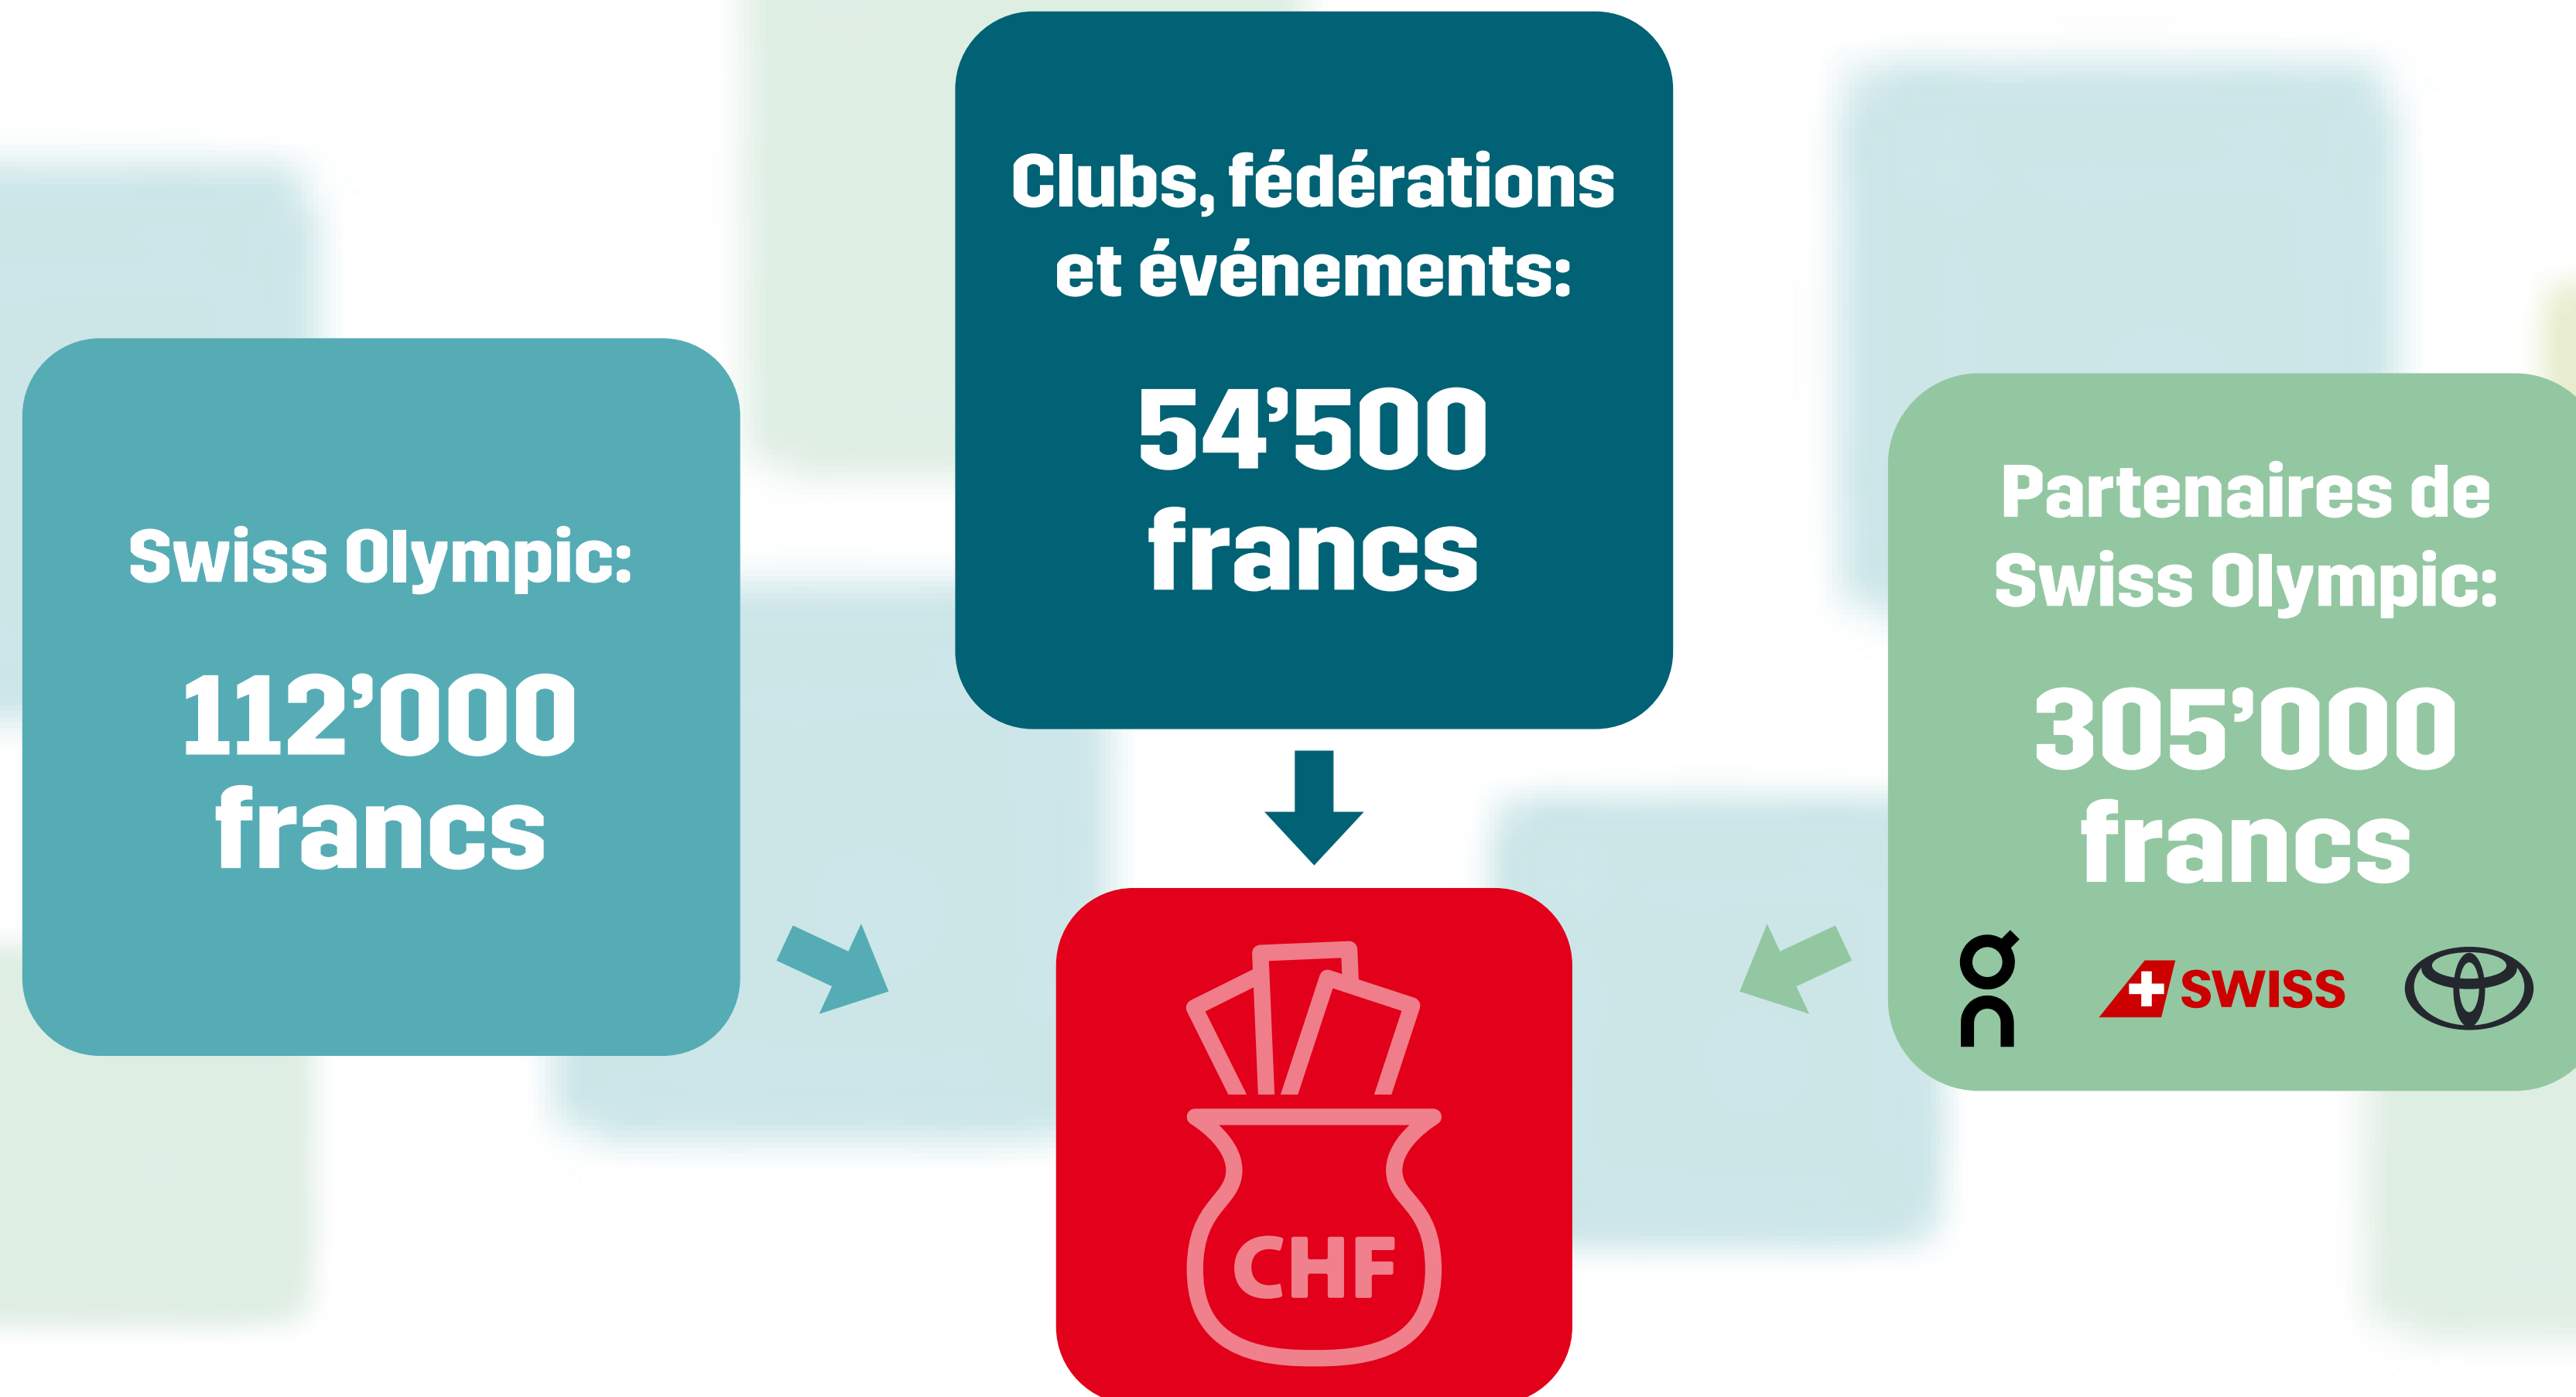 Clubs, fédérations
et événements:
54’500
francs
Swiss Olympic:
112’000
francs
Partenaires de
Swiss Olympic:
305’000
francs
on
SWISS
CHF